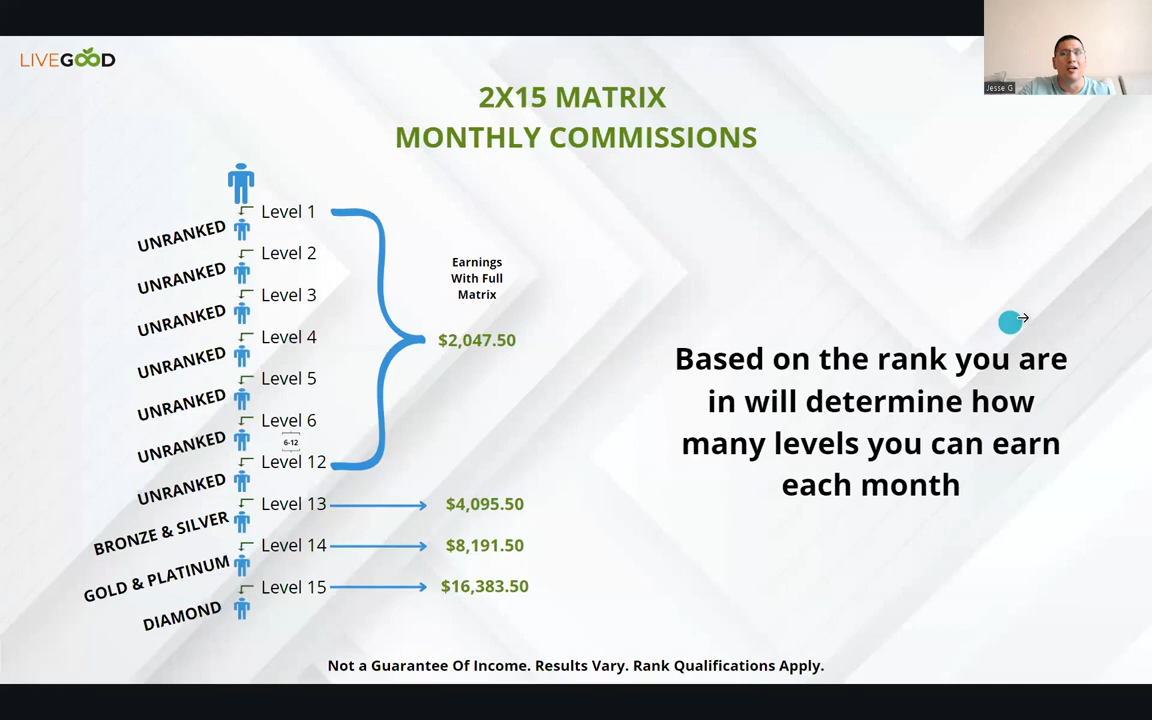 LIVEGOOD
Jesse G
2X15 MATRIX
MONTHLY COMMISSIONS
Level 1
UNRANKED
Level 2
UNRANKED
Level 3
UNRANKED
Level 4
UNRANKED
Level 5
UNRANKED
Level 6
UNRANKED
6-12
Level 12
UNRANKED
Level 13
BRONZE & SILVER
Level 14
GOLD & PLATINUM
Level 15
DIAMOND
Earnings
With Full
Matrix
$2,047.50
$4,095.50
$8,191.50
$16,383.50
Based on the rank you are
in will determine how
many levels you can earn
each month
Not a Guarantee Of Income. Results Vary. Rank Qualifications Apply.